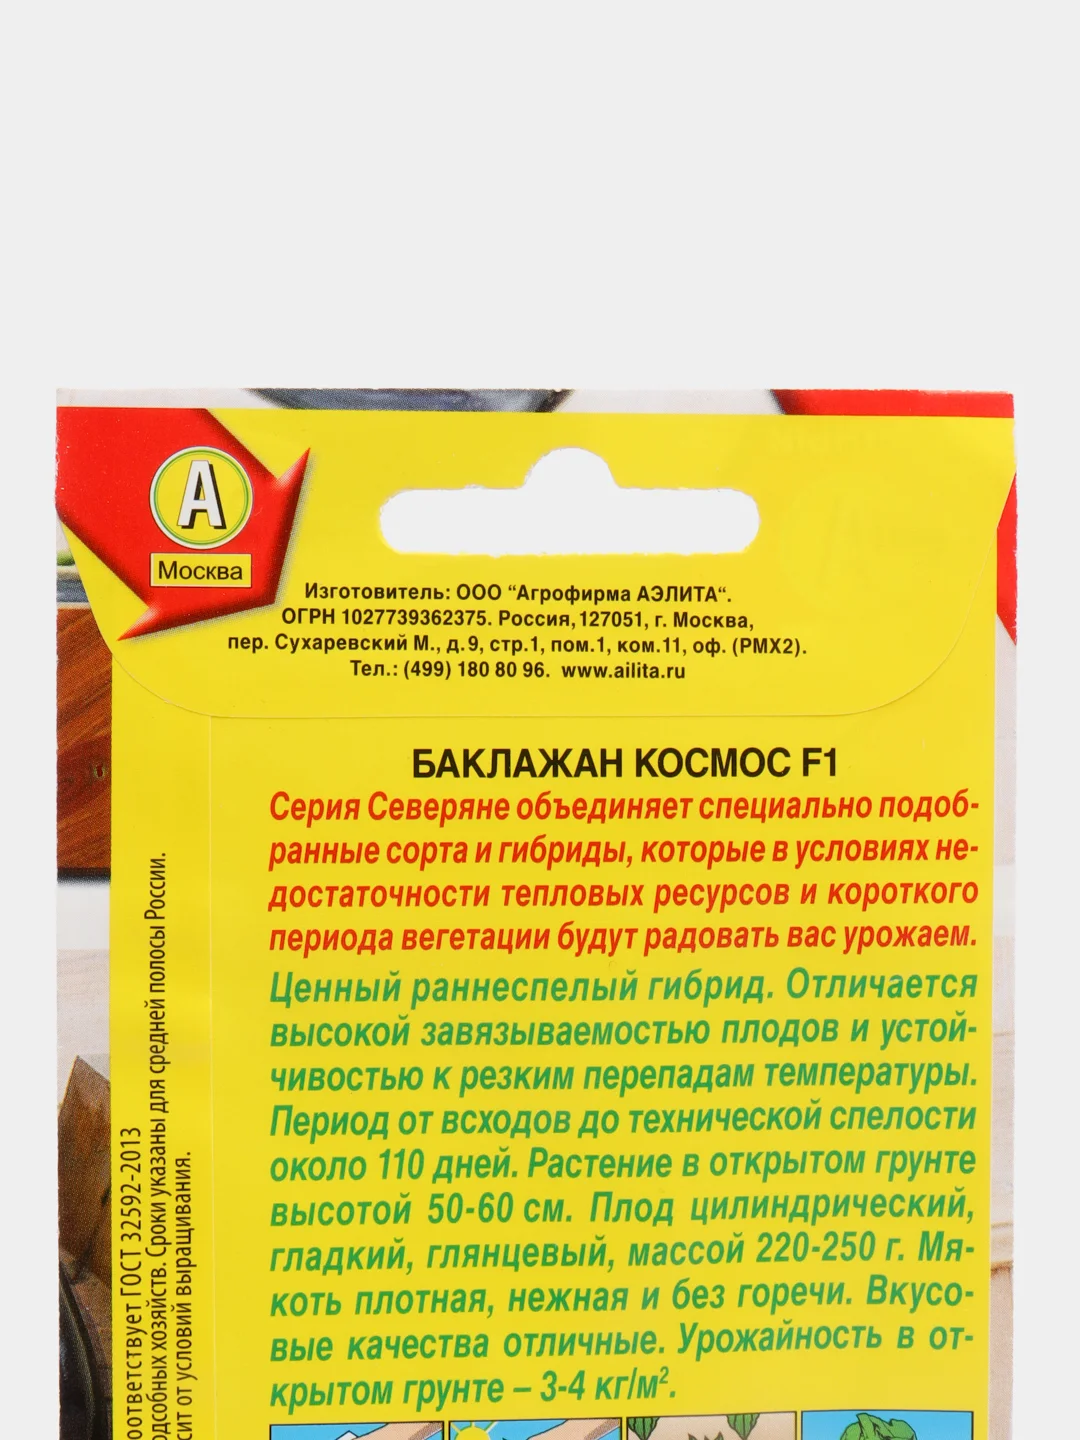 А
Москва
Изготовитель: ООО “Агрофирма АЭЛИТА“.
ОГРН 1027739362375. Россия, 127051, г. Москва,
пер. Сухаревский М., д.9, стр.1, пом.1, ком.11, оф. (РМХ2).
Тел.: (499) 180 80 96. www.ailita.ru
БАКЛАЖАН КОСМОС F1
Серия Северяне объединяет специально подоб-
ранные сорта и гибриды, которые в условиях не-
достаточности тепловых ресурсов и короткого
периода вегетации будут радовать вас урожаем.
Ценный раннеспелый гибрид. Отличается
высокой завязываемостью плодов и устой-
чивостью к резким перепадам температуры.
Период от всходов до технической спелости
около 110 дней. Растение в открытом грунте
высотой 50-60 см. Плод цилиндрический,
гладкий, глянцевый, массой 220-250 г. Мя-
коть плотная, нежная и без горечи. Вкусо-
вые качества отличные. Урожайность в от-
крытом грунте – 3-4 кг/м².
оответствует ГОСТ 32592-2013
одсобных хозяйств. Сроки указаны для средней полосы России.
сит от условий выращивания.